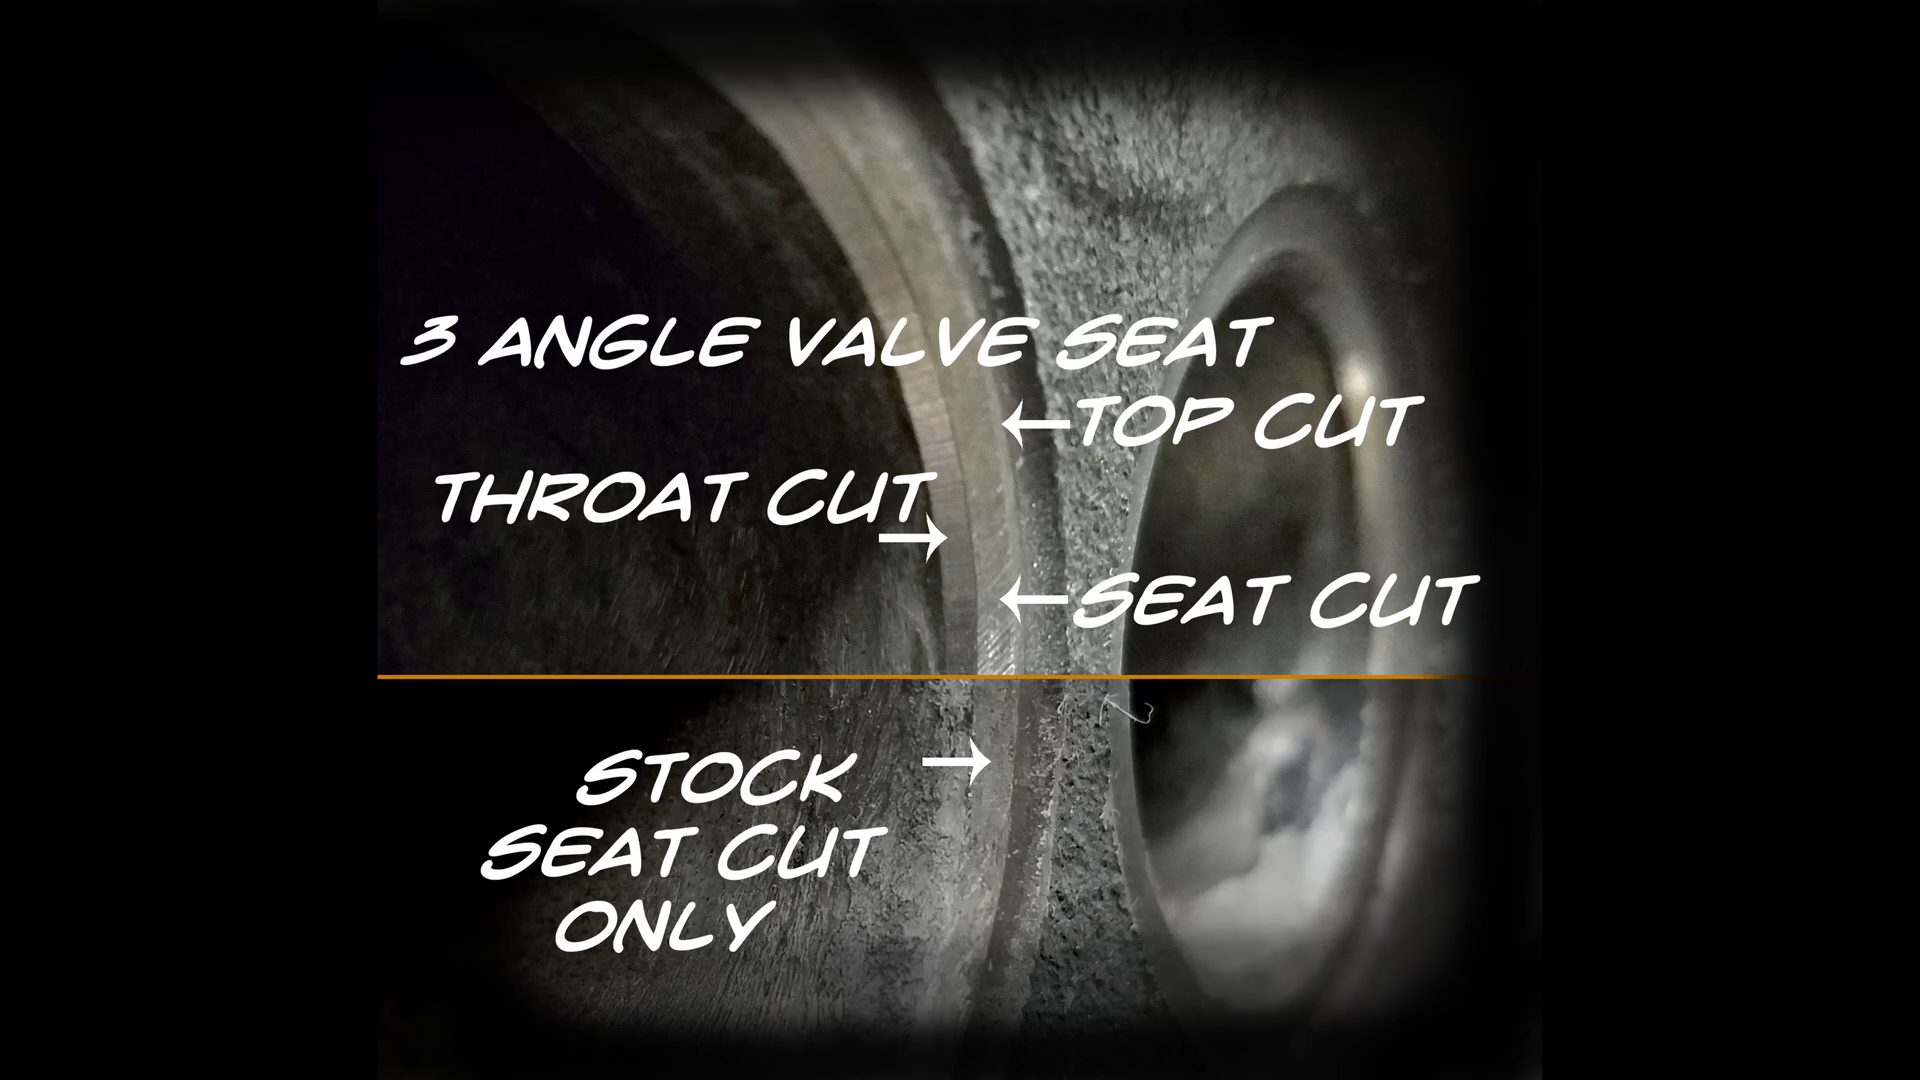 3 ANGLE VALVE SEAT
←TOP CUT
THROAT CUT
→
←SEAT CUT
→
STOCK
SEAT CUT
ONLY